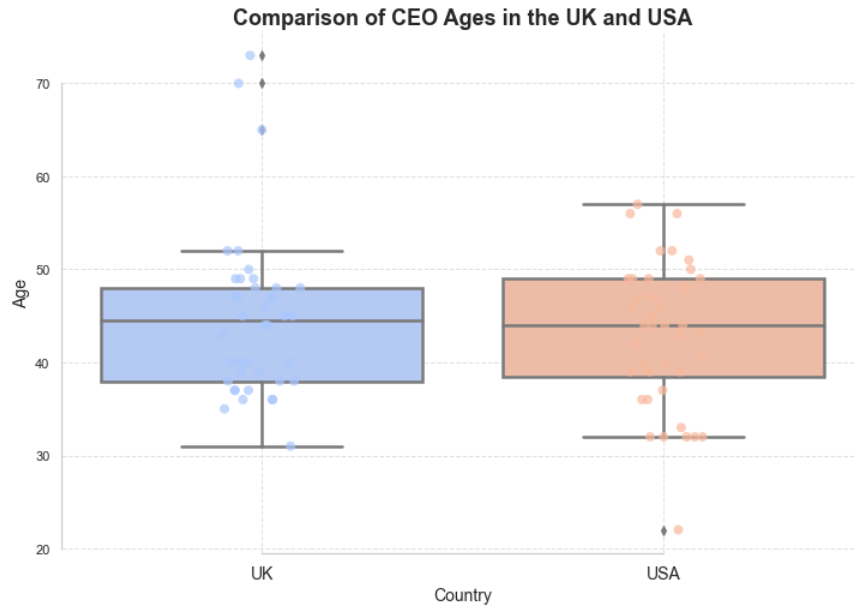 Comparison of CEO Ages in the UK and USA
70
60
50
40
30
20
Age
UK
USA
Country